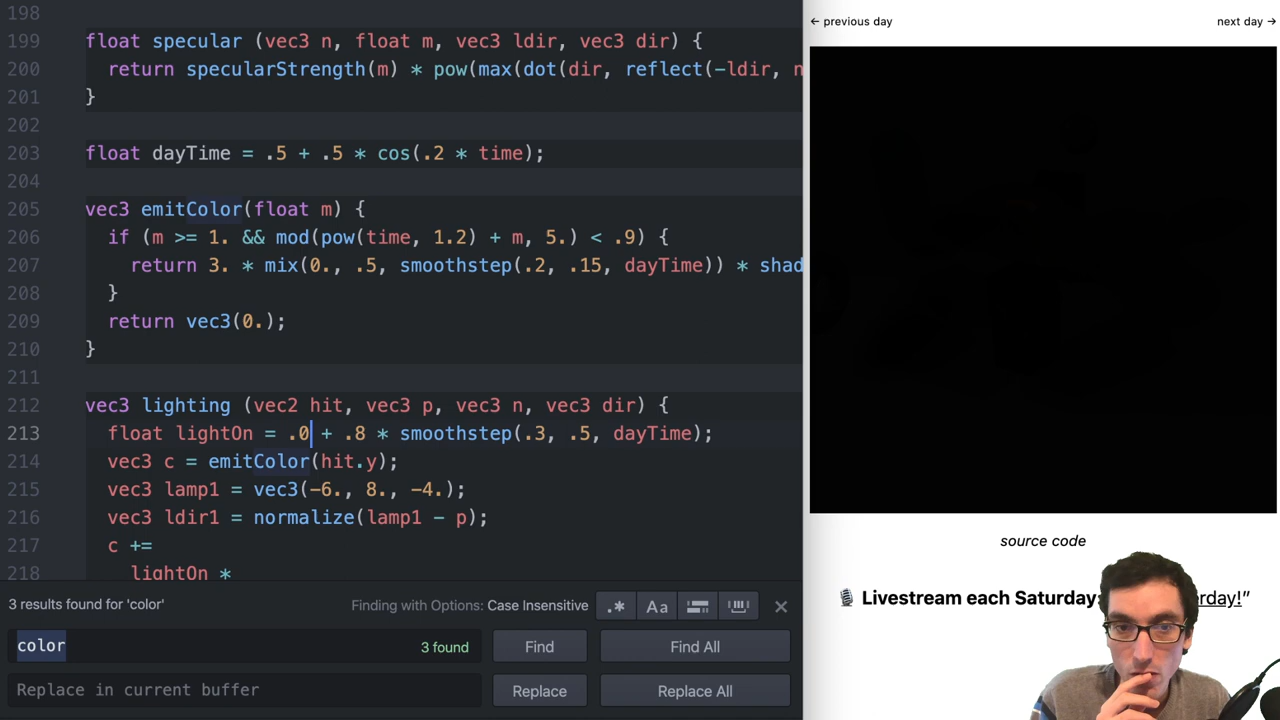 198
199 float specular (vec3 n, float m, vec3 ldir, vec3 dir) {
200 return specularStrength(m) * pow(max(dot(dir, reflect(-ldir, n
201 }
202
203 float dayTime = .5 + .5 * cos(.2 * time);
204
205 vec3 emitColor(float m) {
206 if (m >= 1. && mod(pow(time, 1.2) + m, 5.) < .9) {
207 return 3. * mix(0., .5, smoothstep(.2, .15, dayTime)) * shad
208 }
209 return vec3(0.);
210 }
211
212 vec3 lighting (vec2 hit, vec3 p, vec3 n, vec3 dir) {
213 float lightOn = .0 + .8 * smoothstep(.3, .5, dayTime);
214 vec3 c = emitColor(hit.y);
215 vec3 lamp1 = vec3(-6., 8., -4.);
216 vec3 ldir1 = normalize(lamp1 - p);
217 c +=
218 lightOn *
3 results found for 'color'
Finding with Options: Case Insensitive
.* Aa
color
3 found
Find
Find All
Replace in current buffer
Replace
Replace All
← previous day
next day →
source code
🎙 Livestream each Saturday rday!”